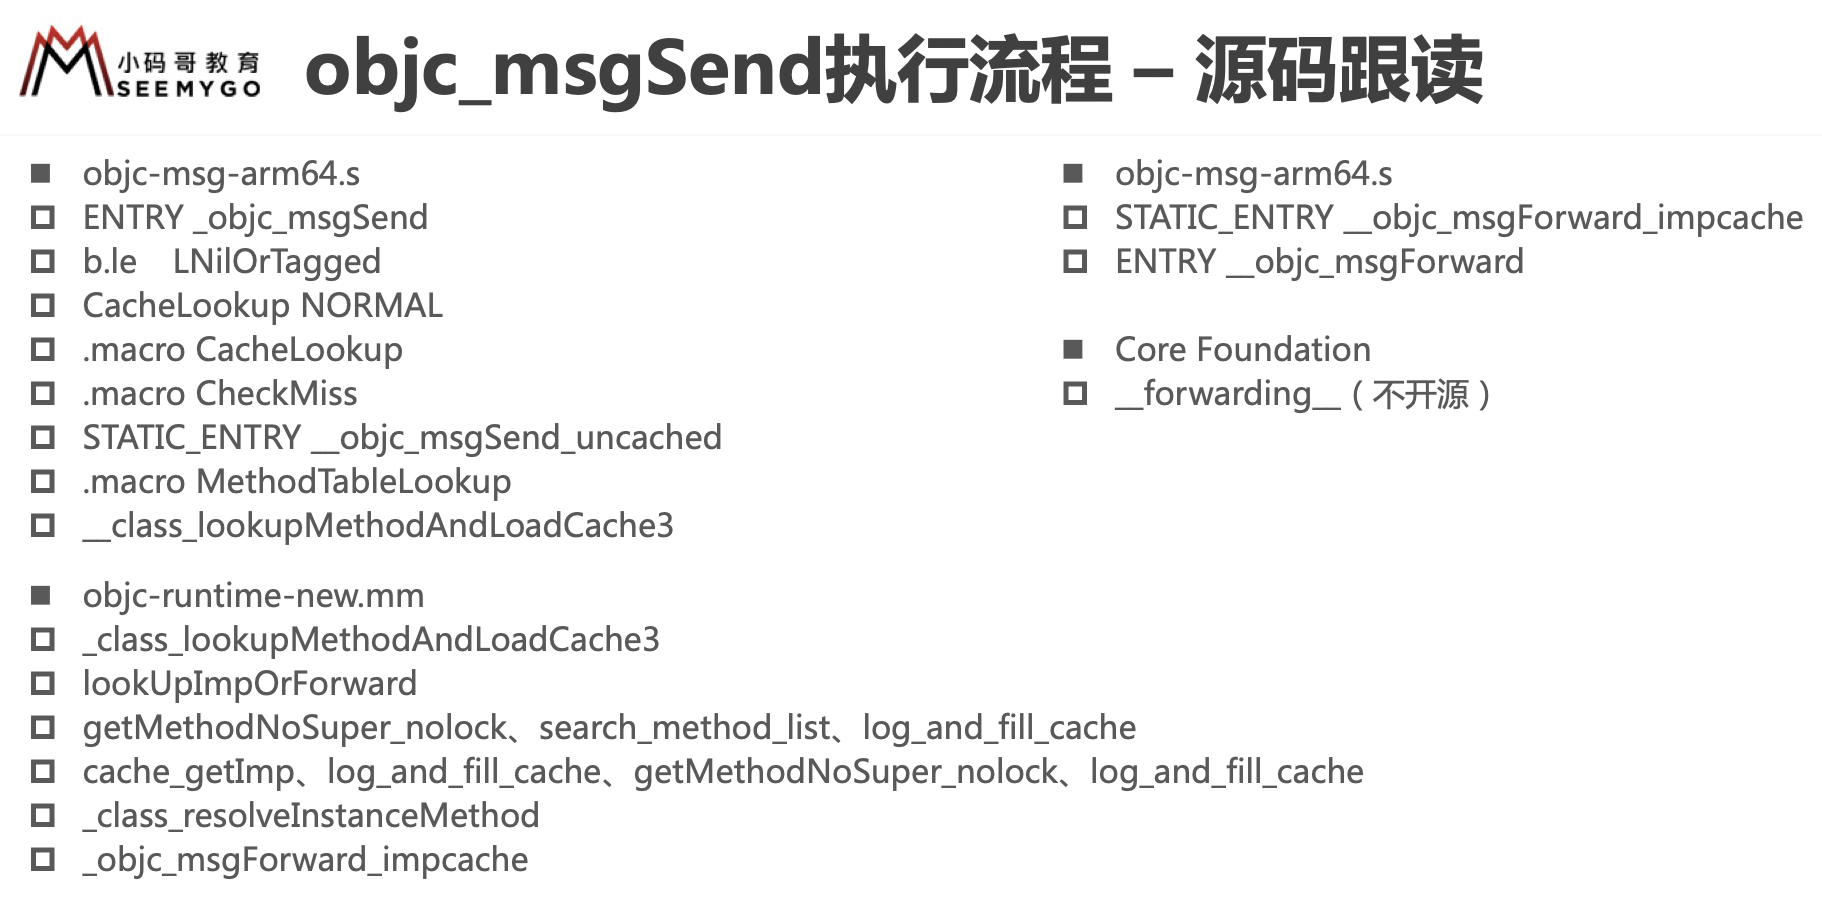 小码哥教育
SEEMYGO
objc_msgSend执行流程 – 源码跟读
objc-msg-arm64.s
ENTRY _objc_msgSend
b.le    LNilOrTagged
CacheLookup NORMAL
.macro CacheLookup
.macro CheckMiss
STATIC_ENTRY __objc_msgSend_uncached
.macro MethodTableLookup
__class_lookupMethodAndLoadCache3
objc-runtime-new.mm
_class_lookupMethodAndLoadCache3
lookUpImpOrForward
getMethodNoSuper_nolock、search_method_list、log_and_fill_cache
cache_getImp、log_and_fill_cache、getMethodNoSuper_nolock、log_and_fill_cache
_class_resolveInstanceMethod
_objc_msgForward_impcache
objc-msg-arm64.s
STATIC_ENTRY __objc_msgForward_impcache
ENTRY __objc_msgForward
Core Foundation
__forwarding__（不开源）